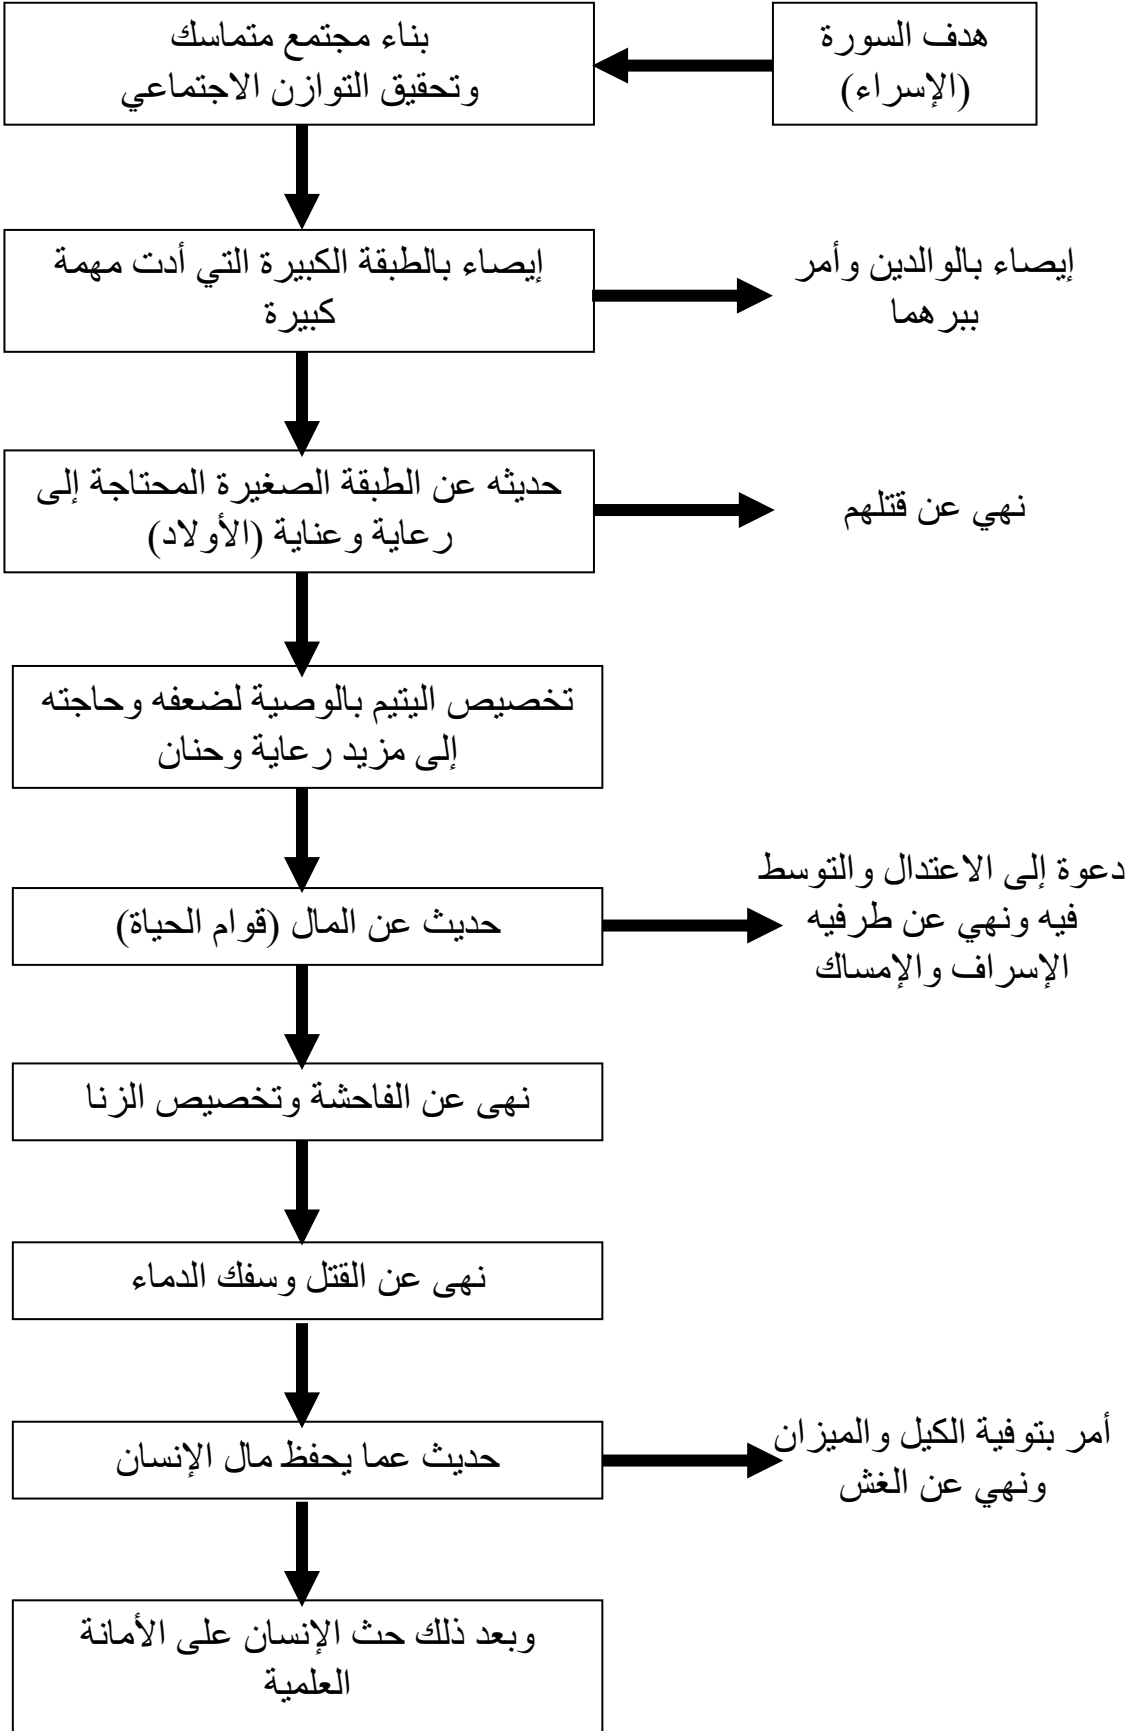 هدف السورة
(الإسراء)
بناء مجتمع متماسك
وتحقيق التوازن الاجتماعي
إيصاء بالطبقة الكبيرة التي أدت مهمة
كبيرة
إيصاء بالوالدين وأمر
ببرهما
حديثه عن الطبقة الصغيرة المحتاجة إلى
رعاية وعناية (الأولاد)
نهي عن قتلهم
تخصيص اليتيم بالوصية لضعفه وحاجته
إلى مزيد رعاية وحنان
حديث عن المال (قوام الحياة)
دعوة إلى الاعتدال والتوسط
فيه ونهي عن طرفيه
الإسراف والإمساك
نهى عن الفاحشة وتخصيص الزنا
نهى عن القتل وسفك الدماء
حديث عما يحفظ مال الإنسان
أمر بتوفية الكيل والميزان
ونهي عن الغش
وبعد ذلك حث الإنسان على الأمانة
العلمية